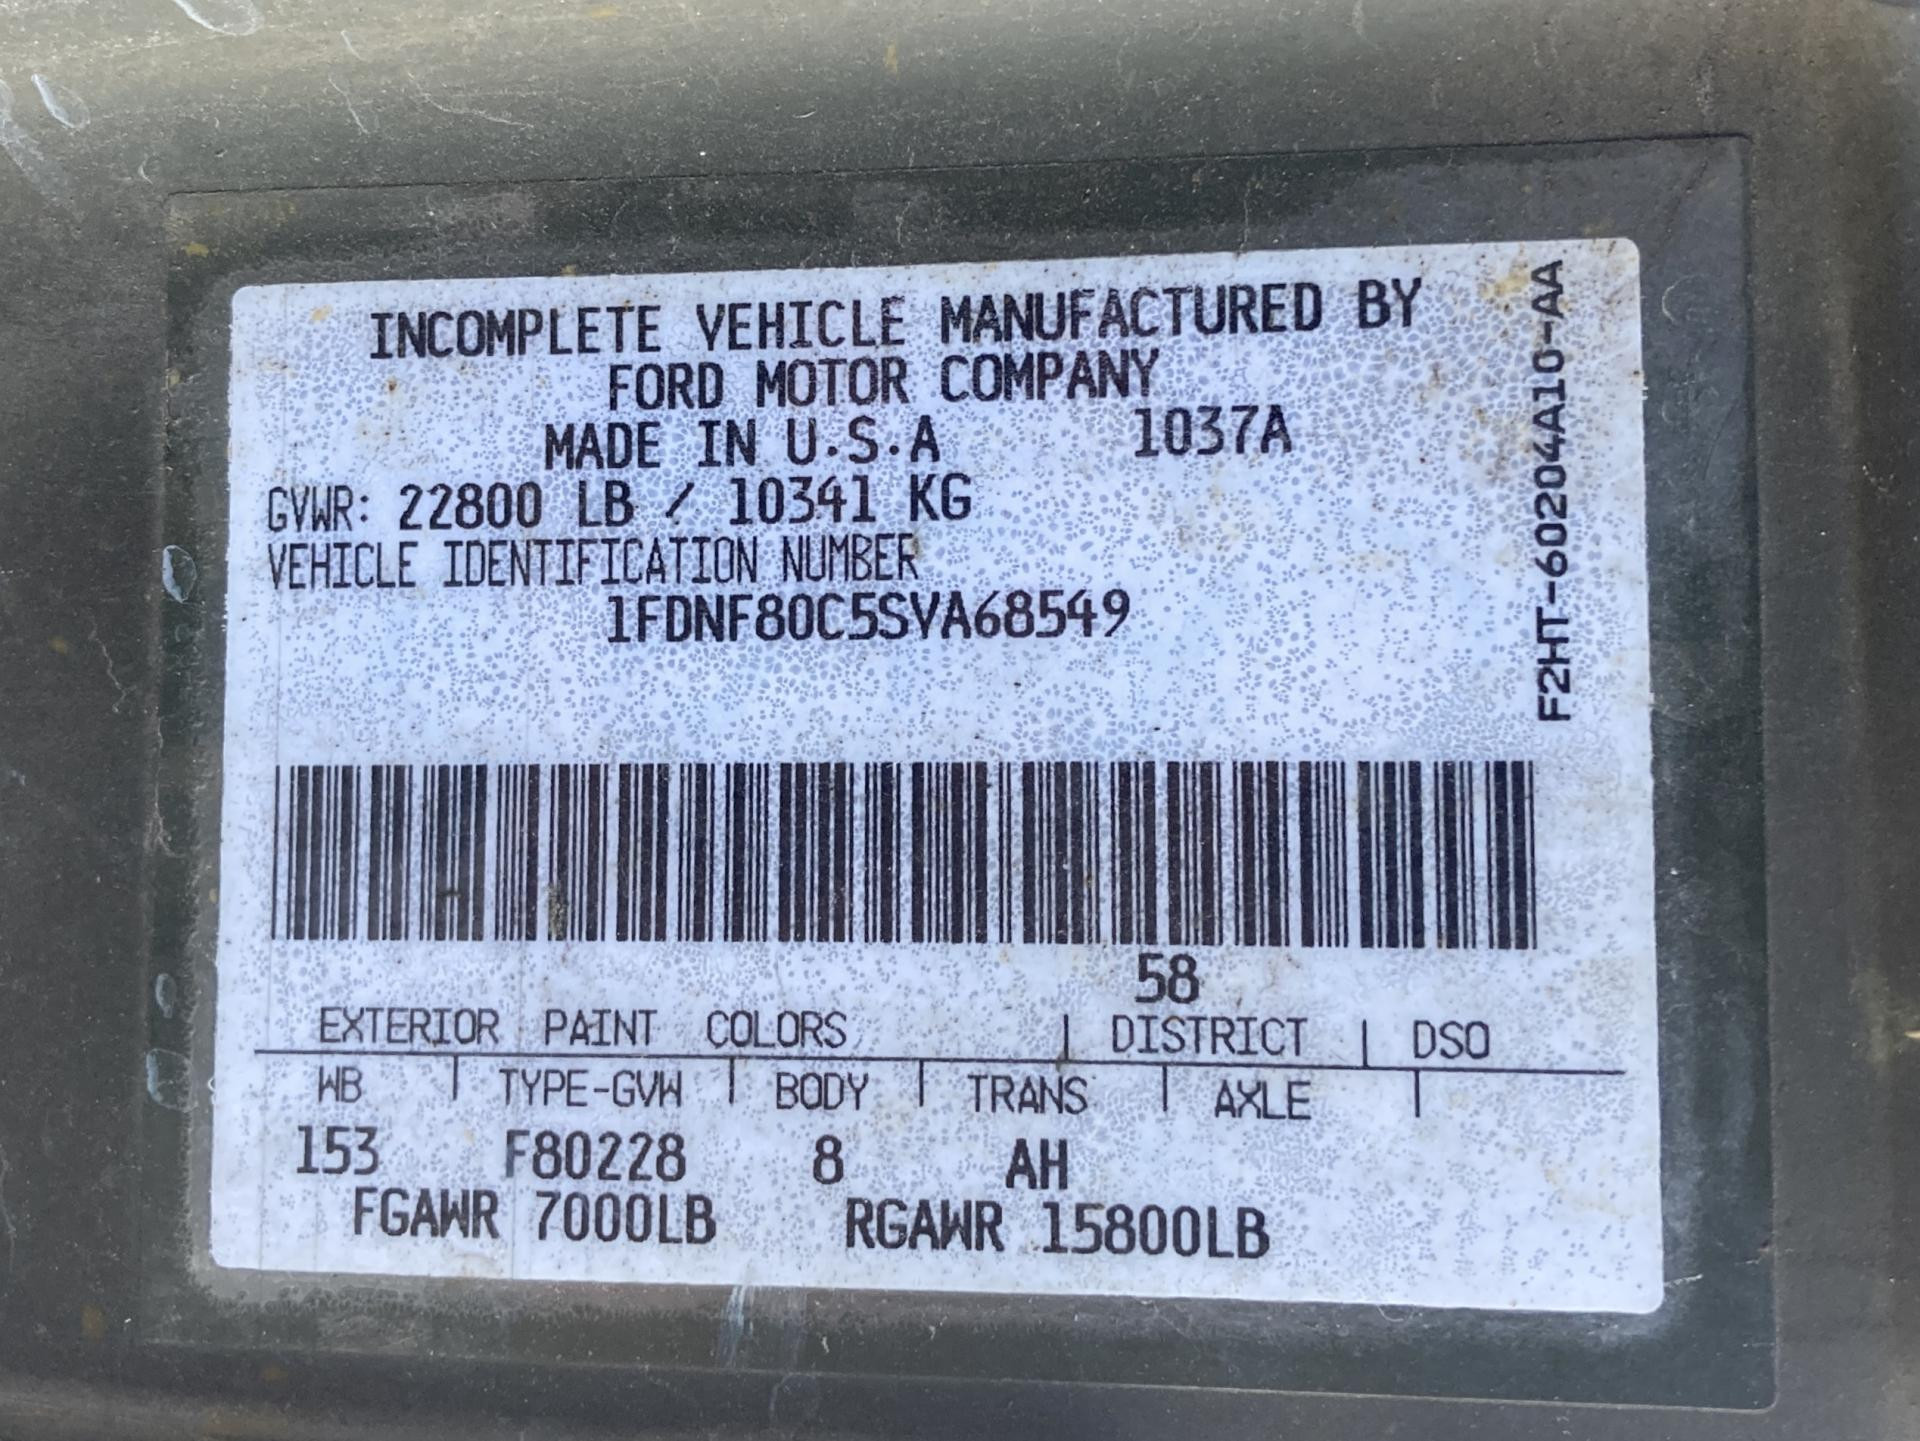 INCOMPLETE VEHICLE MANUFACTURED BY
FORD MOTOR COMPANY
MADE IN U.S.A 1037A
GVWR: 22800 LB / 10341 KG
VEHICLE IDENTIFICATION NUMBER
1FDNF80C5SVA68549
F2HT-60204A10-AA
58
EXTERIOR PAINT COLORS | DISTRICT | DSO
WB | TYPE-GVW | BODY | TRANS | AXLE |
153 F80228 8 AH
FGAWR 7000LB RGAWR 15800LB